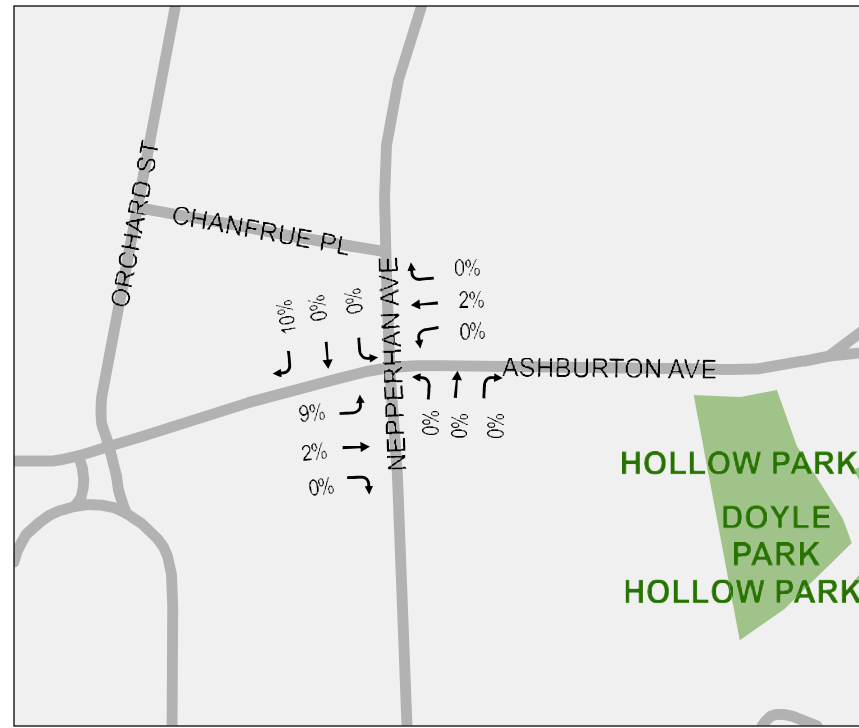 ORCHARD ST
CHANFRUE PL
NEPPERHAN AVE
0%
2%
0%
10%
0%
0%
ASHBURTON AVE
9%
2%
0%
0%
0%
0%
HOLLOW PARK
DOYLE
PARK
HOLLOW PARK